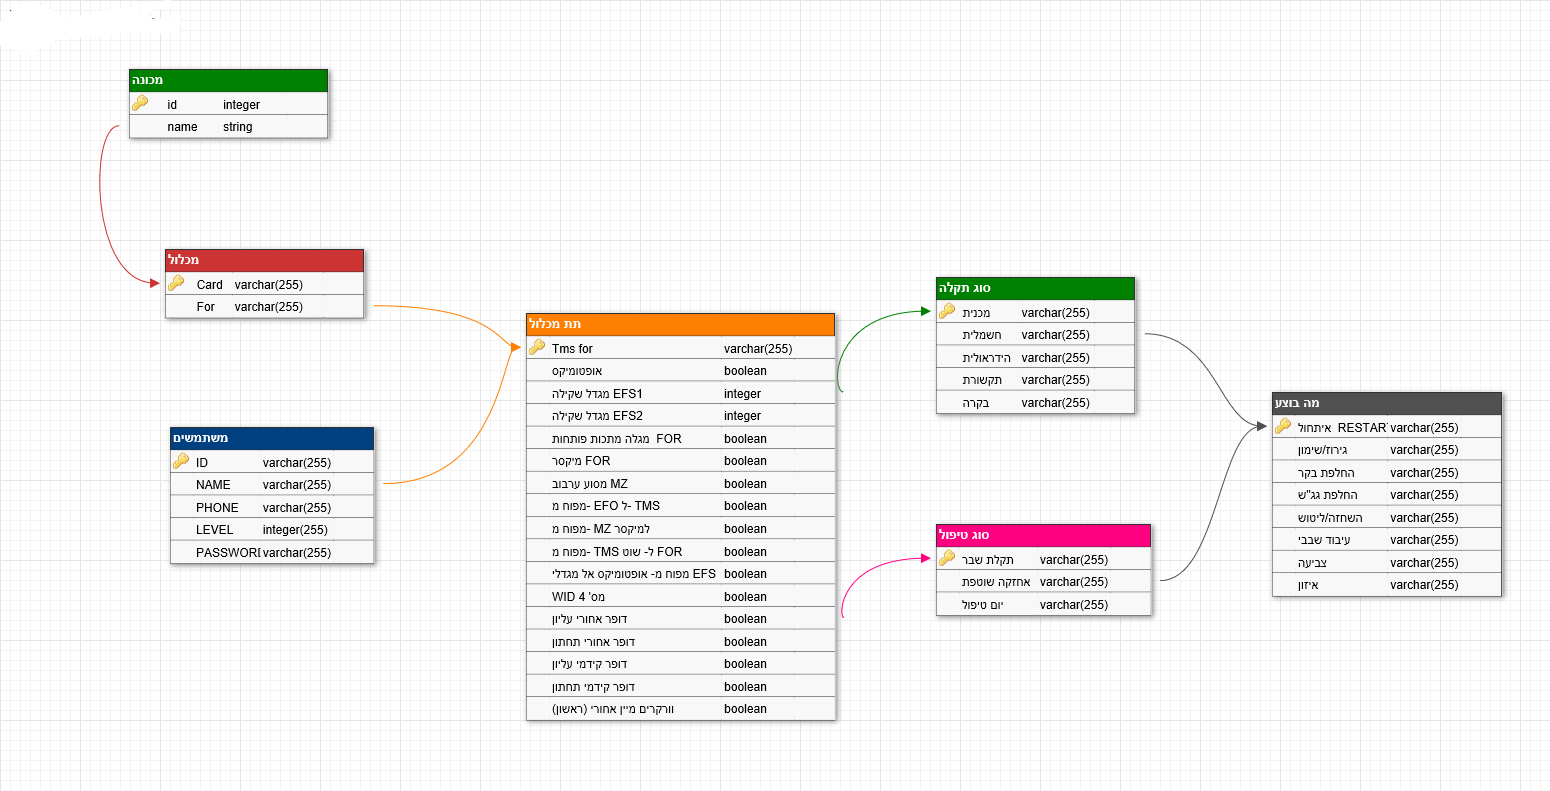 מכונה
id integer
name string
מכלול
Card varchar(255)
For varchar(255)
משתמשים
ID varchar(255)
NAME varchar(255)
PHONE varchar(255)
LEVEL integer(255)
PASSWORD varchar(255)
תת מכלול
Tms for varchar(255)
אופטומיקס boolean
מגדל שקילה EFS1 integer
מגדל שקילה EFS2 integer
מגלה מתכות פותחות FOR boolean
מיקסר FOR boolean
מסוע ערבוב MZ boolean
מפוח מ- EFO ל- TMS boolean
מפוח מ- MZ למיקסר boolean
מפוח מ- TMS ל- שוט FOR boolean
מפוח מ- אופטומיקס אל מגדלי EFS boolean
WID 4 מס' boolean
דופר אחורי עליון boolean
דופר אחורי תחתון boolean
דופר קידמי עליון boolean
דופר קידמי תחתון boolean
וורקרים מיין אחורי (ראשון) boolean
סוג תקלה
מכנית varchar(255)
חשמלית varchar(255)
הידראולית varchar(255)
תקשורת varchar(255)
בקרה varchar(255)
סוג טיפול
תקלת שבר varchar(255)
אחזקה שוטפת varchar(255)
יום טיפול varchar(255)
מה בוצע
איתחול RESTAR varchar(255)
גירוז/שימון varchar(255)
החלפת בקר varchar(255)
החלפת גג"ש varchar(255)
השחזה/ליטוש varchar(255)
עיבוד שבבי varchar(255)
צביעה varchar(255)
איזון varchar(255)